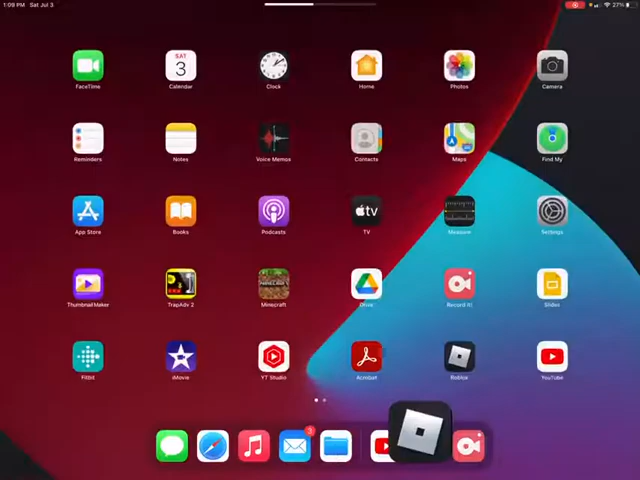 1:09 PM Sat Jul 3
27%
FaceTime
SAT
3
Calendar
Clock
Home
Photos
Camera
Reminders
Notes
Voice Memos
Contacts
Maps
Find My
App Store
Books
Podcasts
tv
TV
Measure
Settings
Thumbnail Maker
TrapAdv 2
Minecraft
Drive
Record it!
Slides
Fitbit
iMovie
YT Studio
Acrobat
Roblox
YouTube
3